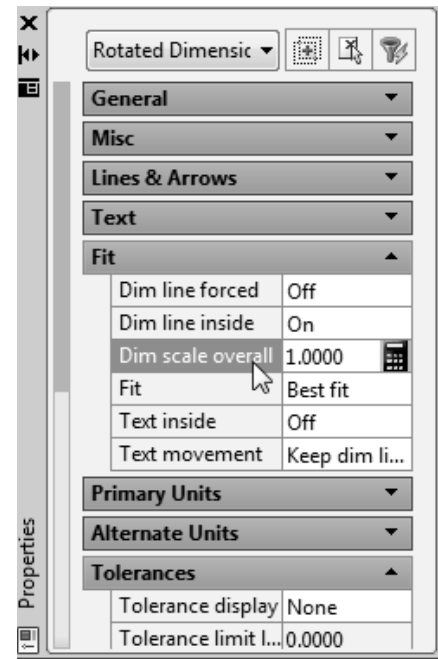 Rotated Dimensic
General
Misc
Lines & Arrows
Text
Fit
Dim line forced Off
Dim line inside On
Dim scale overall 1.0000
Fit Best fit
Text inside Off
Text movement Keep dim li...
Primary Units
Alternate Units
Tolerances
Tolerance display None
Tolerance limit l... 0.0000
Properties